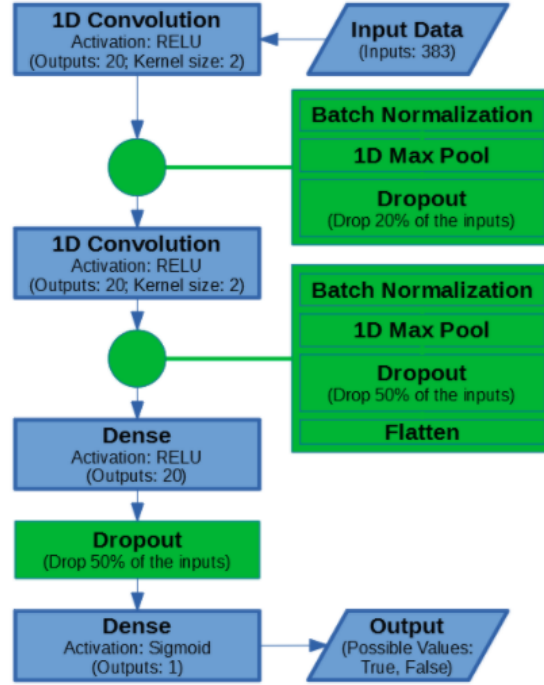 1D Convolution
Activation: RELU
(Outputs: 20; Kernel size: 2)
Input Data
(Inputs: 383)
Batch Normalization
1D Max Pool
Dropout
(Drop 20% of the inputs)
1D Convolution
Activation: RELU
(Outputs: 20; Kernel size: 2)
Batch Normalization
1D Max Pool
Dropout
(Drop 50% of the inputs)
Flatten
Dense
Activation: RELU
(Outputs: 20)
Dropout
(Drop 50% of the inputs)
Dense
Activation: Sigmoid
(Outputs: 1)
Output
(Possible Values:
True, False)